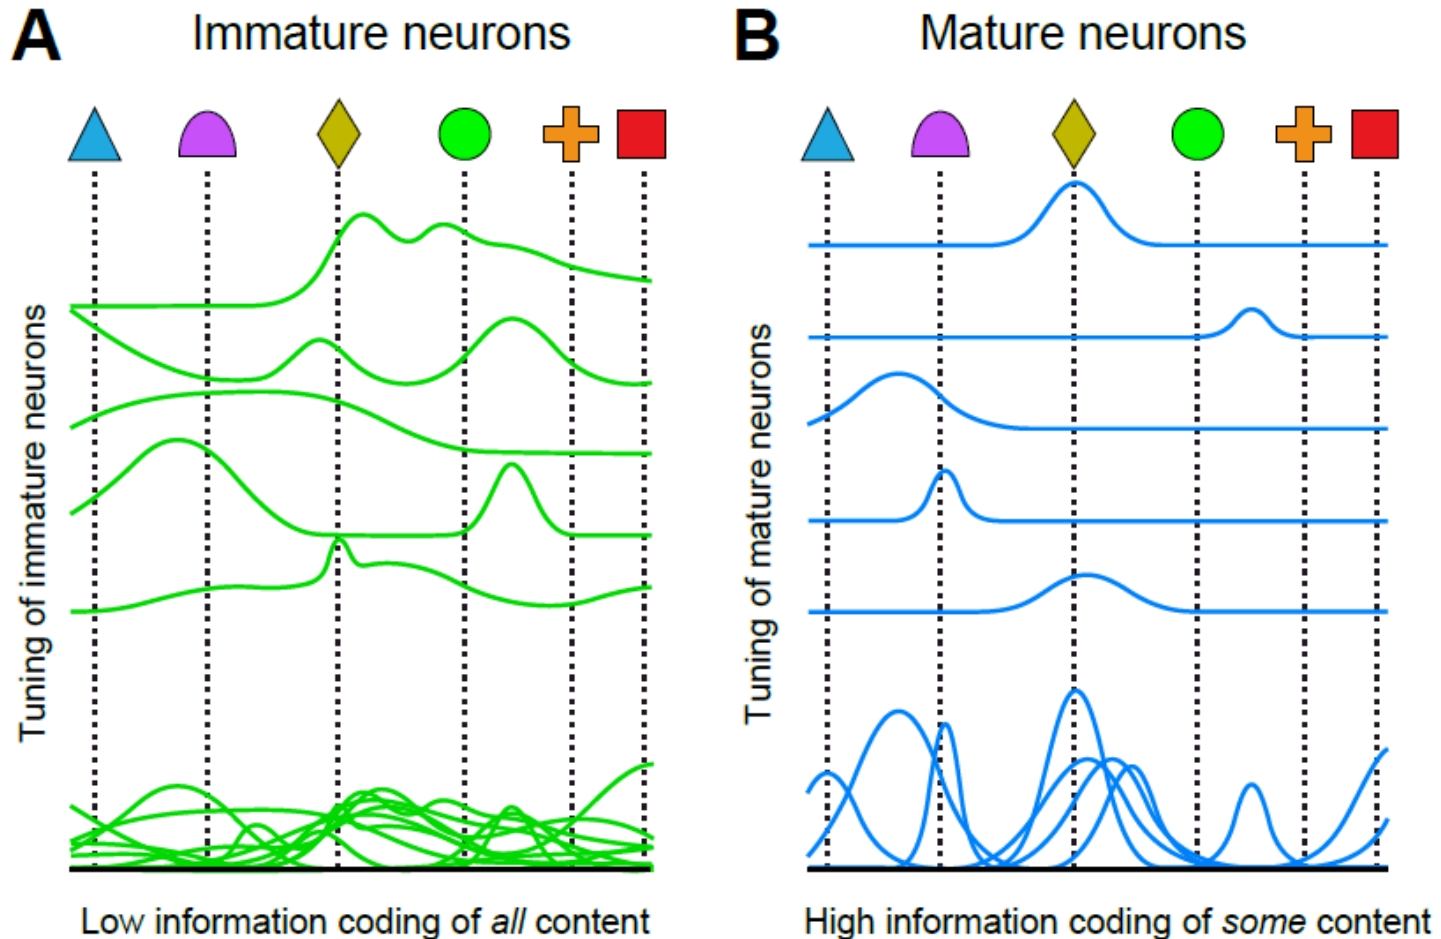 A Immature neurons
Tuning of immature neurons
Low information coding of all content
B Mature neurons
Tuning of mature neurons
High information coding of some content